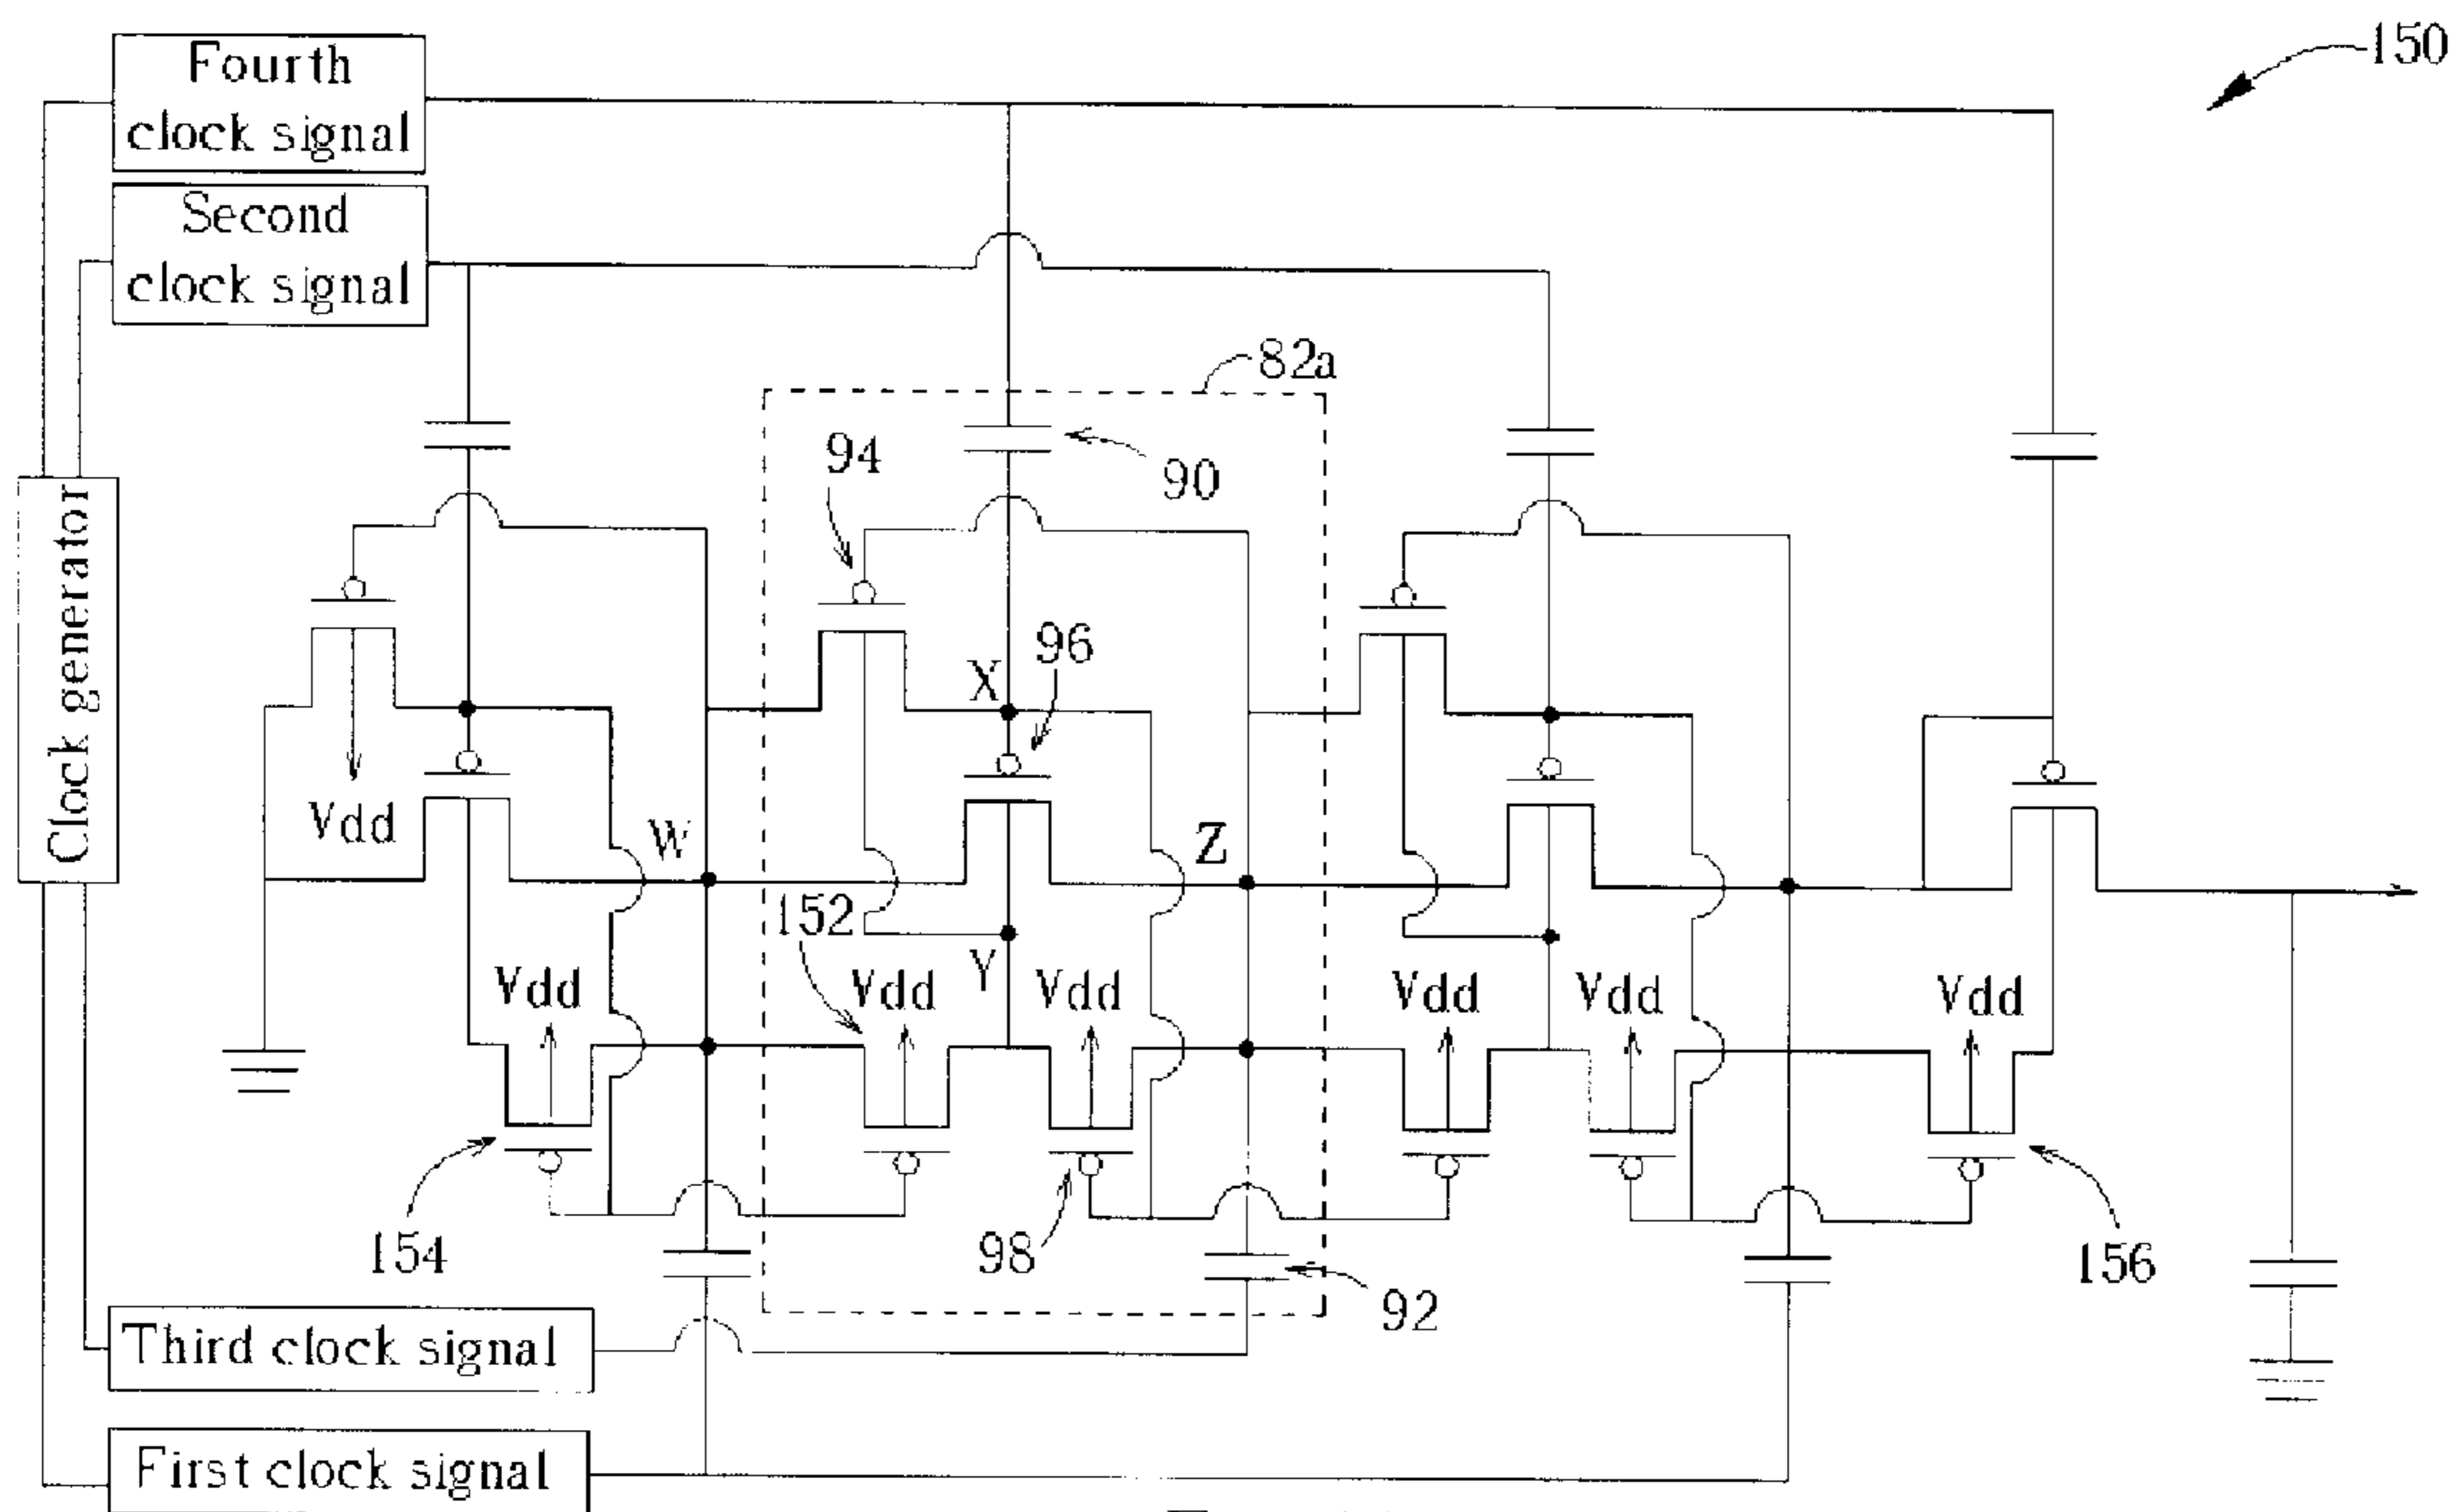 150
Fourth
clock signal
Second
clock signal
82a
94
90
Clock generator
96
X
Vdd
W
Z
152
Y
Vdd
Vdd
Vdd
Vdd
Vdd
Vdd
154
98
92
156
Third clock signal
First clock signal